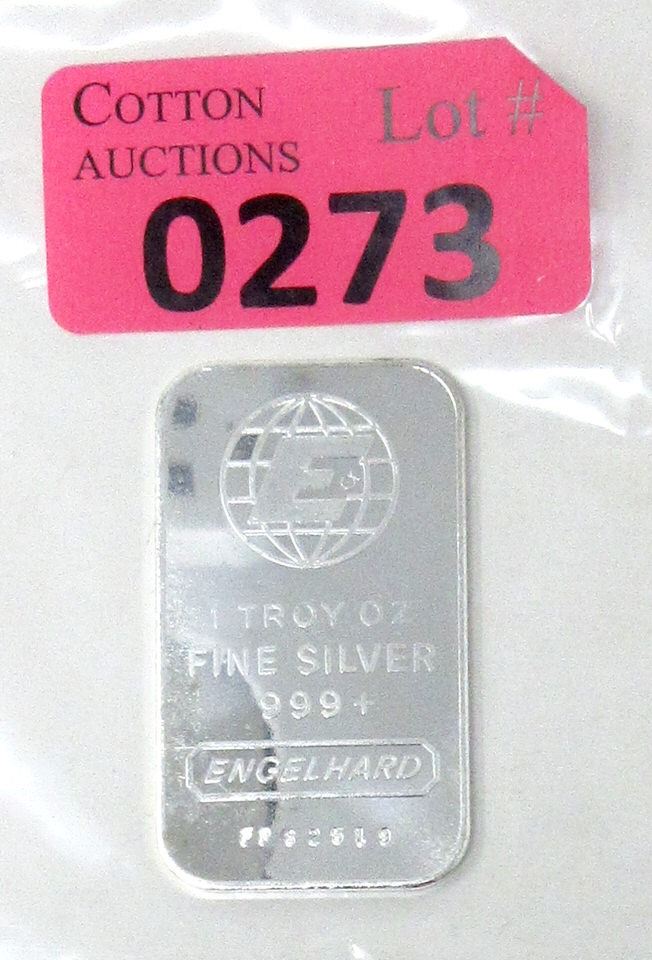 COTTON
AUCTIONS
Lot #
0273
E
1 TROY OZ
FINE SILVER
999+
ENGELHARD